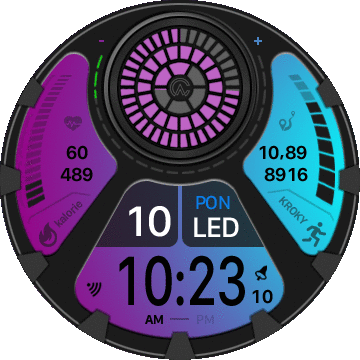 - +
60
489
kalorie
10,89
8916
KROKY
10
PON
LED
10:23
10
AM — PM